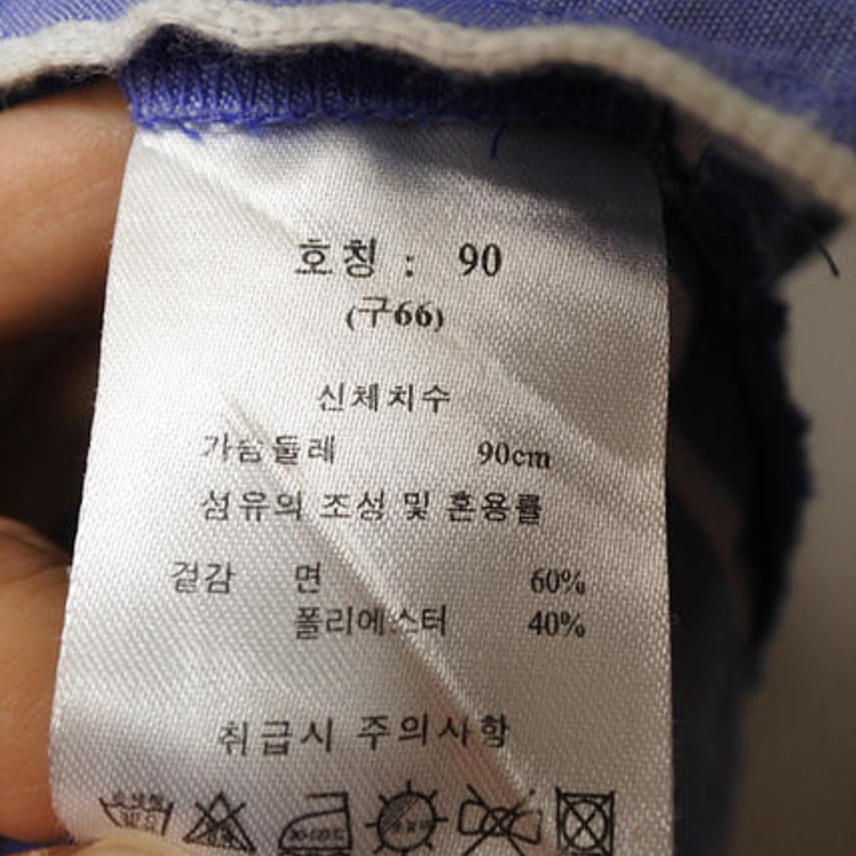 호칭 : 90
(구66)
신체치수
가슴둘레 90cm
섬유의 조성 및 혼용률
겉감 면 60%
폴리에스터 40%
취급시 주의사항